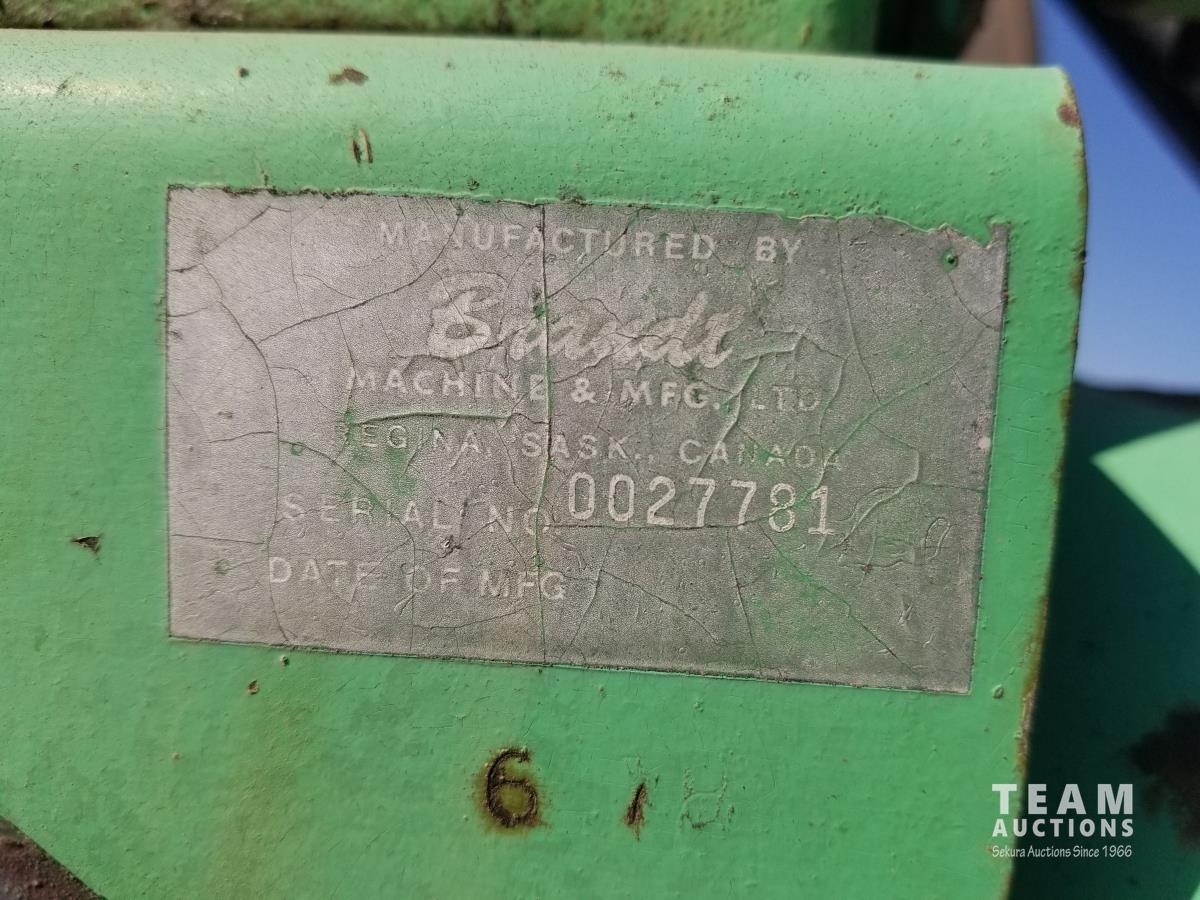 MANUFACTURED BY
Brandt
MACHINE & MFG. LTD
REGINA, SASK., CANADA
SERIAL NO 0027781
DATE OF MFG
6
TEAM
AUCTIONS
Sekura Auctions Since 1966